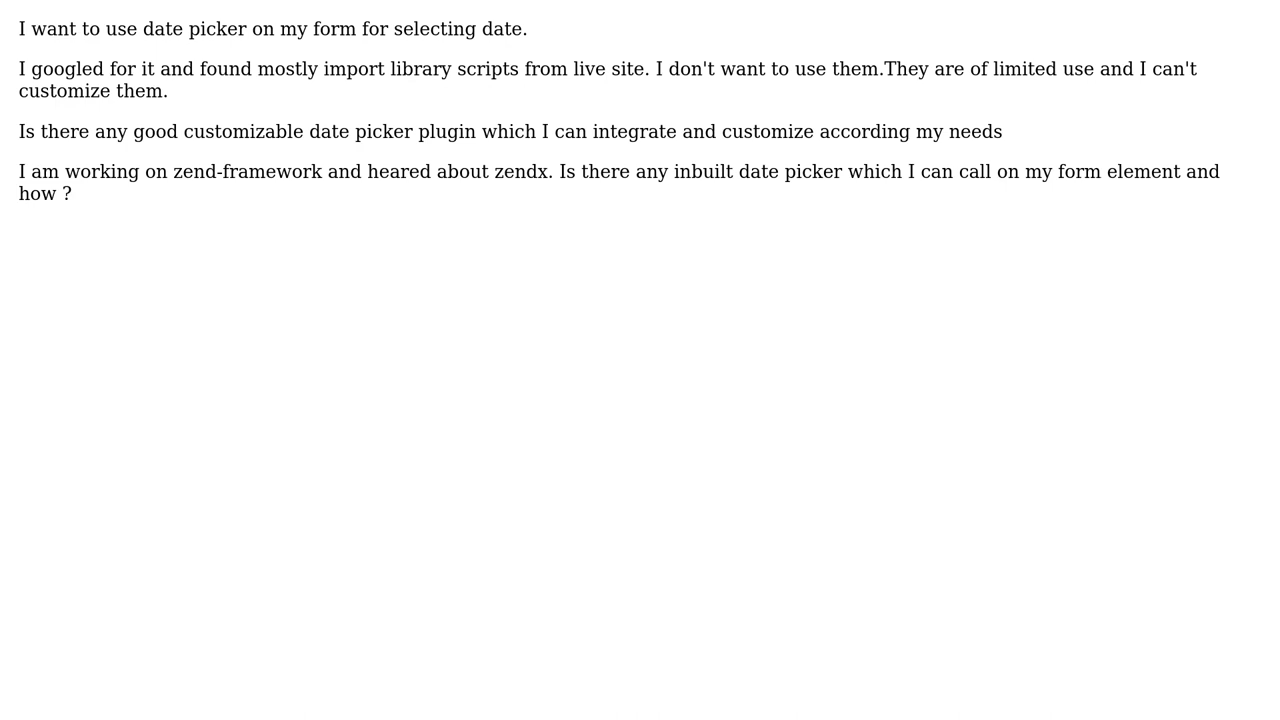 I want to use date picker on my form for selecting date.
I googled for it and found mostly import library scripts from live site. I don't want to use them.They are of limited use and I can't
customize them.
Is there any good customizable date picker plugin which I can integrate and customize according my needs
I am working on zend-framework and heared about zendx. Is there any inbuilt date picker which I can call on my form element and
how ?